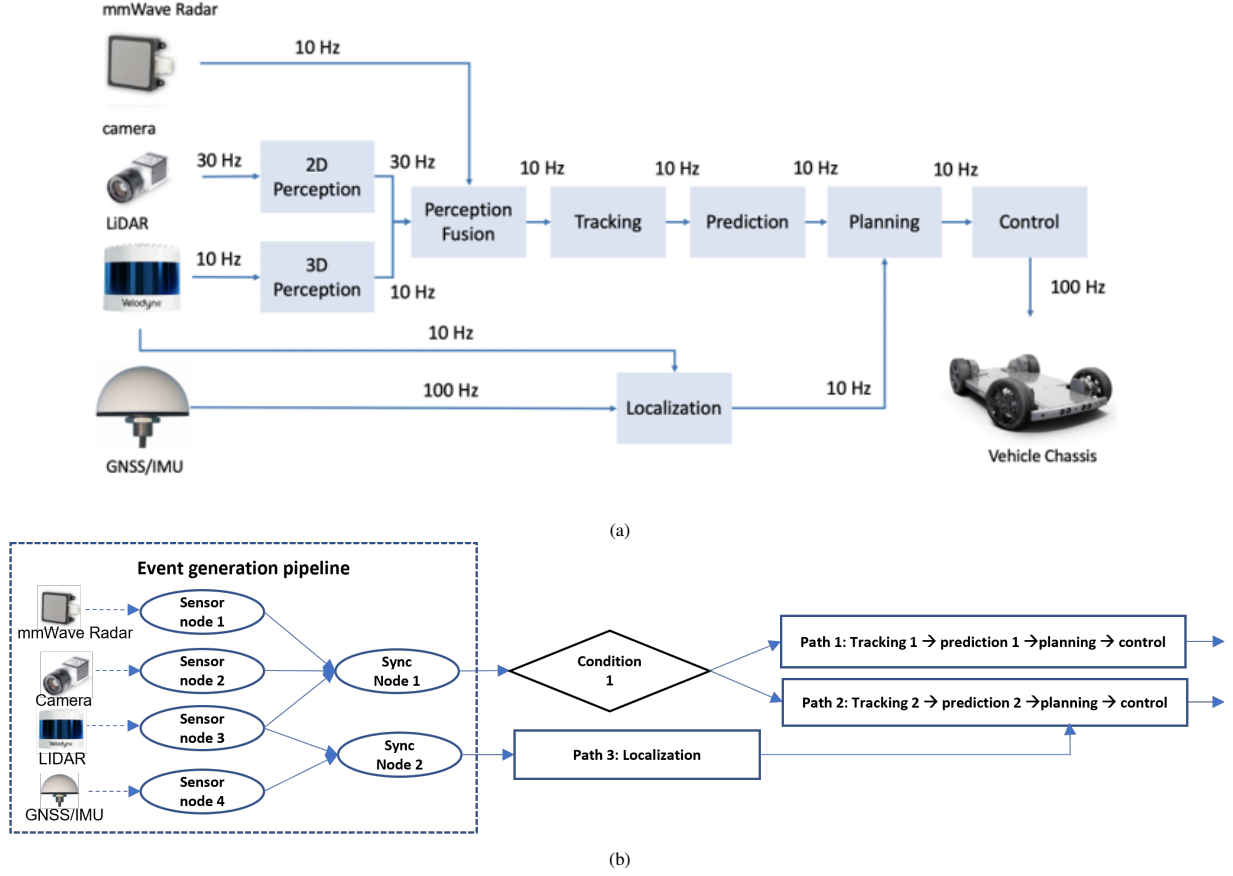 mmWave Radar
10 Hz
camera
30 Hz
2D
Perception
30 Hz
10 Hz
10 Hz
10 Hz
10 Hz
LiDAR
Perception
Fusion
Tracking
Prediction
Planning
Control
10 Hz
3D
Perception
10 Hz
Velodyne
100 Hz
10 Hz
100 Hz
Localization
10 Hz
GNSS/IMU
Vehicle Chassis
(a)
Event generation pipeline
mmWave Radar
Sensor
node 1
Camera
Sensor
node 2
Sync
Node 1
Condition
1
Path 1: Tracking 1 → prediction 1 →planning → control
Path 2: Tracking 2 → prediction 2 →planning → control
Velodyne
LIDAR
Sensor
node 3
Sync
Node 2
Path 3: Localization
GNSS/IMU
Sensor
node 4
(b)